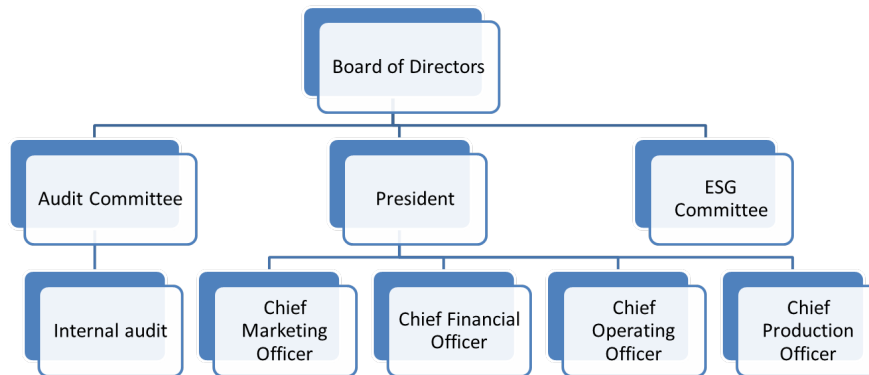 Board of Directors
Audit Committee
President
ESG
Committee
Internal audit
Chief
Marketing
Officer
Chief Financial
Officer
Chief
Operating
Officer
Chief
Production
Officer